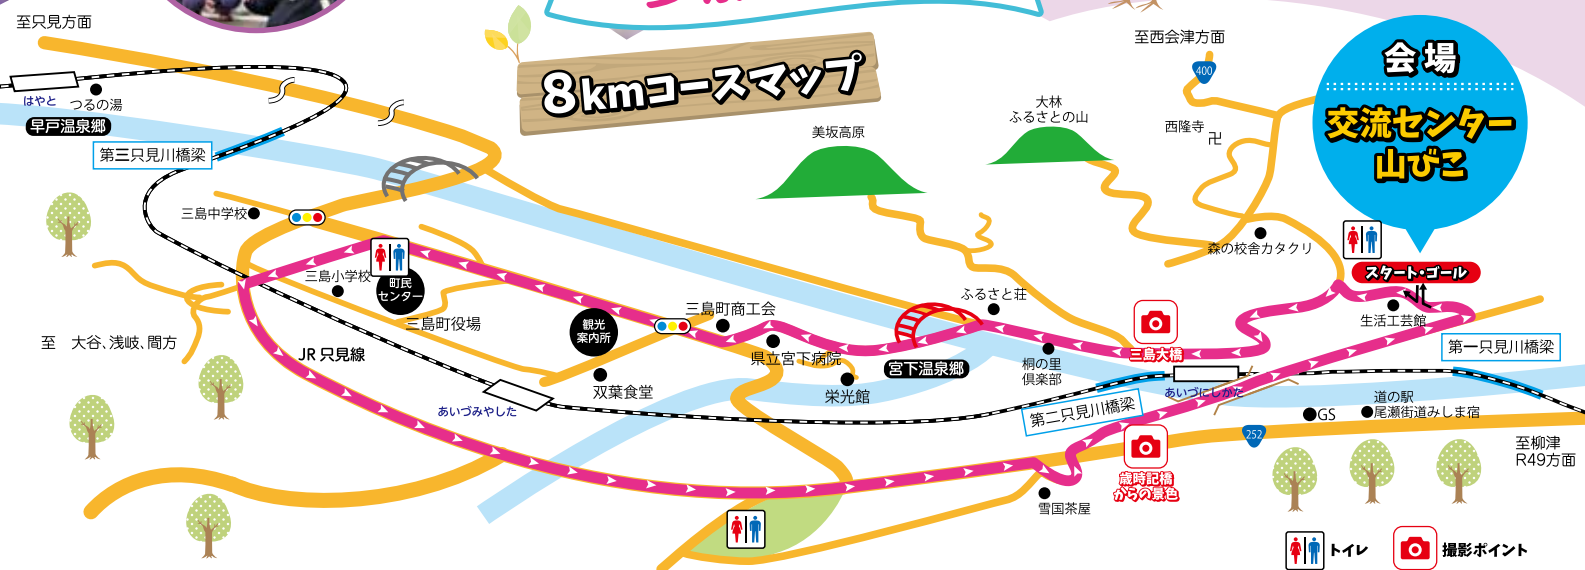 至只見方面
はやと
つるの湯
早戸温泉郷
第三只見川橋梁
8kmコースマップ
至西会津方面
400
会場
交流センター
山びこ
大林
ふるさとの山
美坂高原
西隆寺
卍
三島中学校
森の校舎カタクリ
スタート・ゴール
三島小学校
町民
センター
三島町役場
観光
案内所
三島町商工会
ふるさと荘
生活工芸館
至　大谷、浅岐、間方
JR只見線
県立宮下病院
宮下温泉郷
桐の里
倶楽部
三島大橋
第一只見川橋梁
双葉食堂
栄光館
あいづみやした
あいづにしかた
第二只見川橋梁
GS
道の駅
尾瀬街道みしま宿
252
至柳津
R49方面
歳時記橋
からの景色
雪国茶屋
トイレ
撮影ポイント